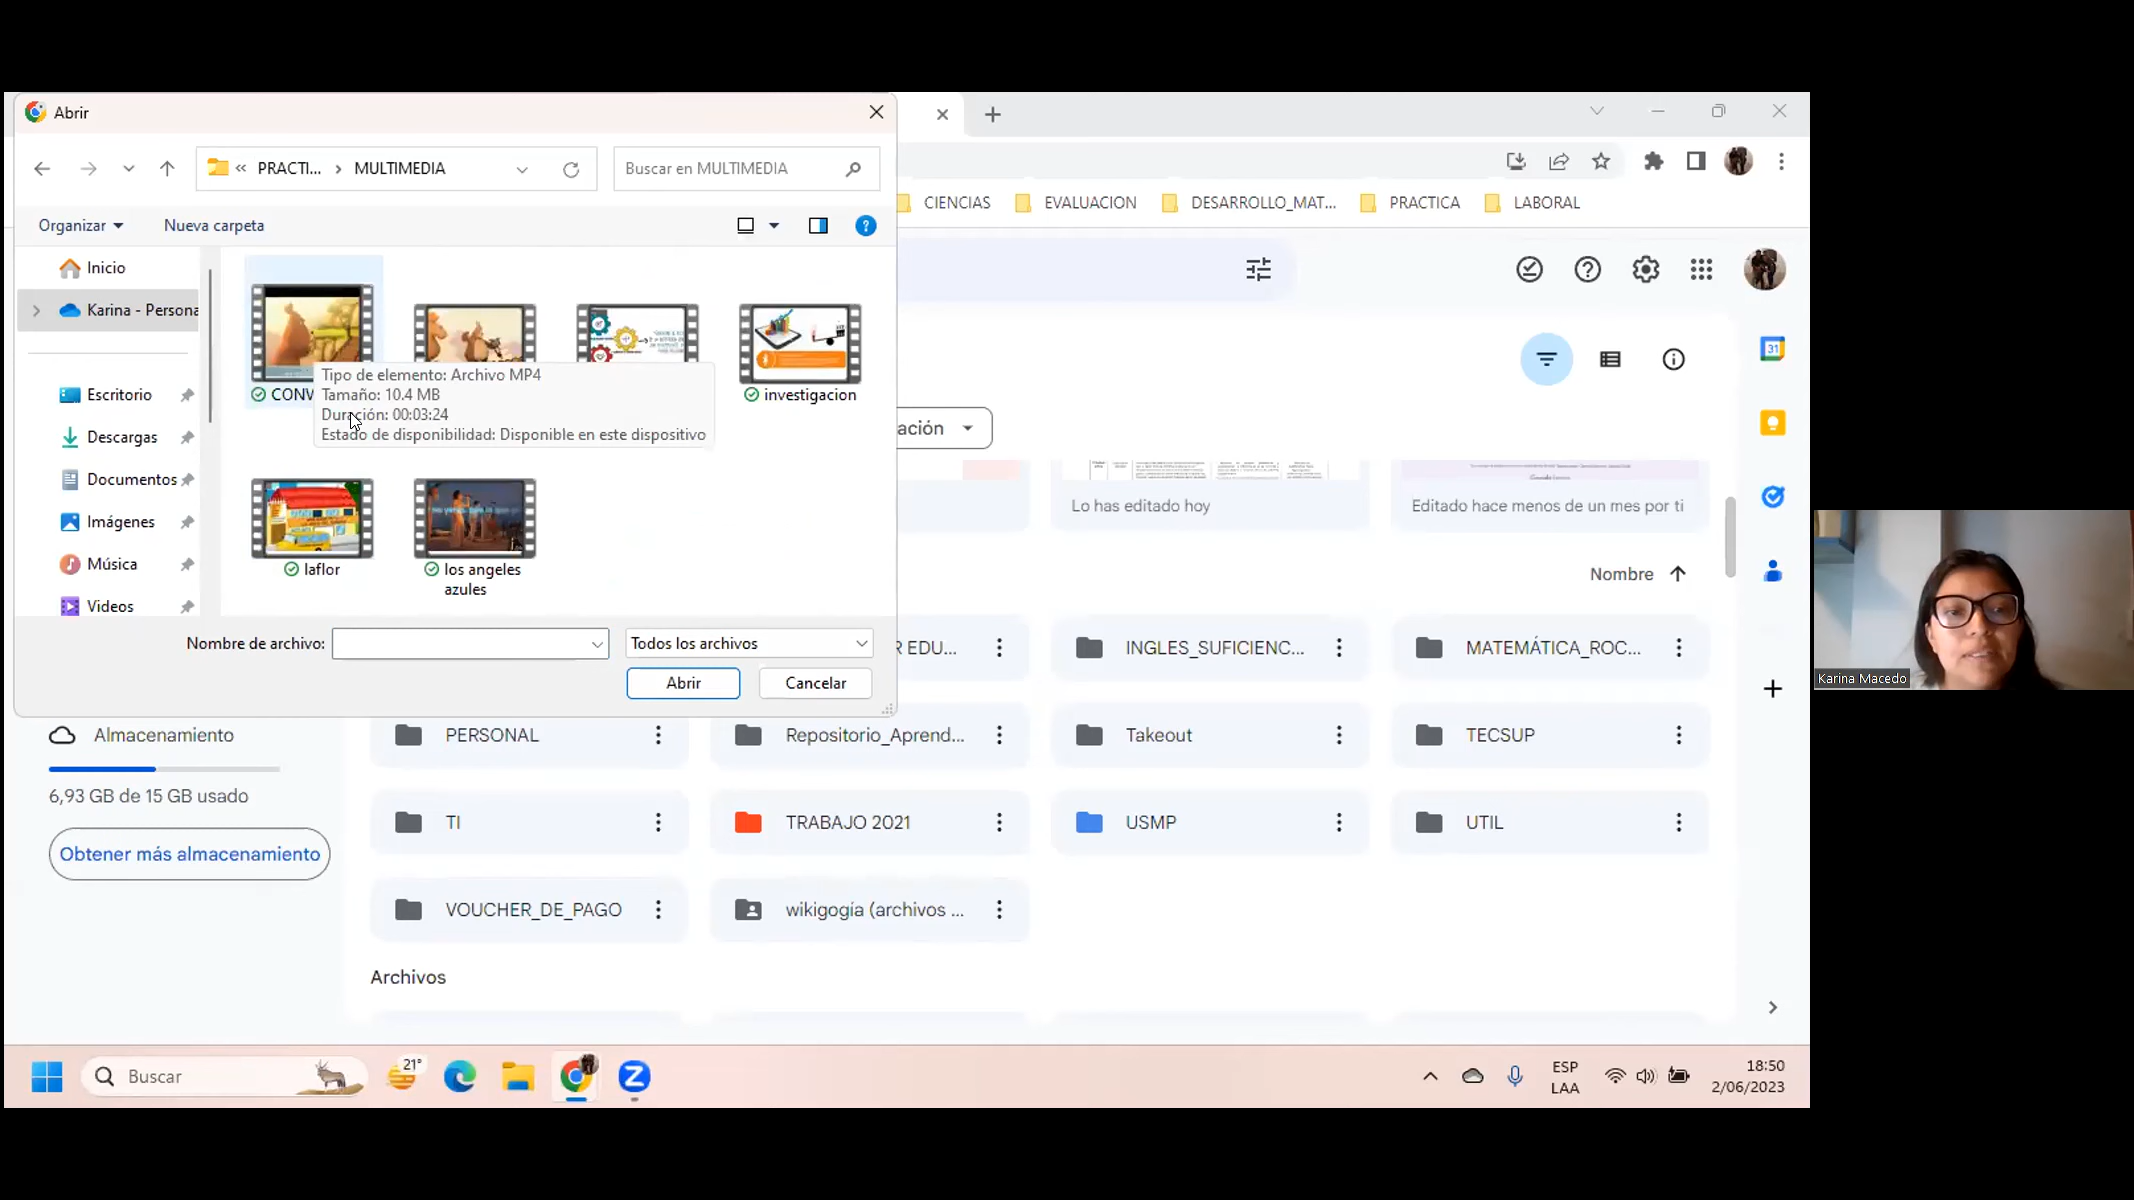 Abrir
PRACTI... MULTIMEDIA
Buscar en MULTIMEDIA
CIENCIAS
EVALUACION
DESARROLLO_MAT...
PRACTICA
LABORAL
Organizar
Nueva carpeta
Inicio
Karina - Persona
Escritorio
Descargas
Documentos
Imágenes
Música
Videos
CONV
Tipo de elemento: Archivo MP4
Tamaño: 10.4 MB
Duración: 00:03:24
Estado de disponibilidad: Disponible en este dispositivo
investigacion
laflor
los angeles
azules
Nombre de archivo:
Todos los archivos
Abrir
Cancelar
31
ación
Lo has editado hoy
Editado hace menos de un mes por ti
Nombre
R EDU...
INGLES_SUFICIENC...
MATEMÁTICA_ROC...
PERSONAL
Repositorio_Aprend...
Takeout
TECSUP
TI
TRABAJO 2021
USMP
UTIL
VOUCHER_DE_PAGO
wikigogía (archivos ...
Archivos
Almacenamiento
6,93 GB de 15 GB usado
Obtener más almacenamiento
Karina Macedo
Buscar
21°
ESP
LAA
18:50
2/06/2023